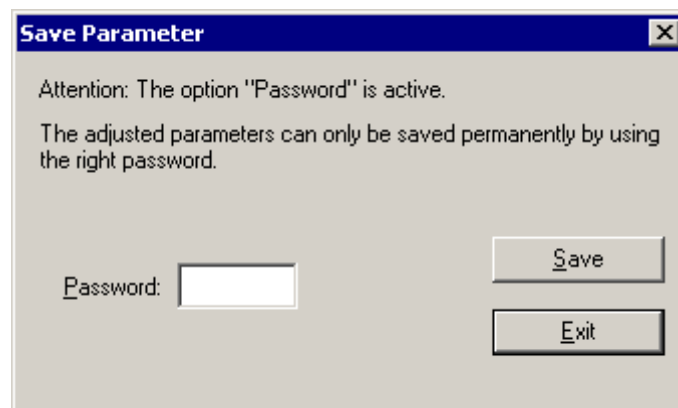 Save Parameter
Attention: The option "Password" is active.
The adjusted parameters can only be saved permanently by using
the right password.
Save
Password:
Exit